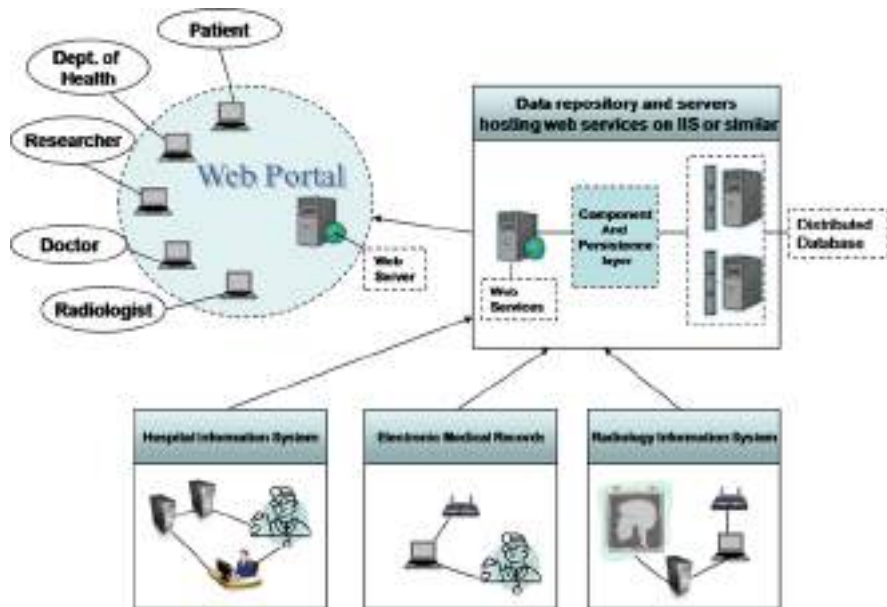 Patient
Dept. of
Health
Researcher
Doctor
Radiologist
Web Portal
Web
Server
Data repository and servers
hosting web services on IIS or similar
Web
Services
Component
And
Persistence
layer
Distributed
Database
Hospital Information System
Electronic Medical Records
Radiology Information System